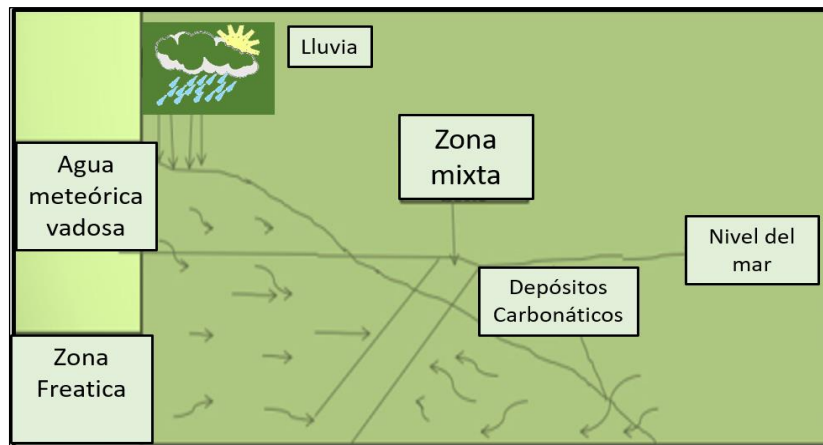 Lluvia
Zona
mixta
Agua
meteórica
vadosa
Nivel del
mar
Depósitos
Carbonáticos
Zona
Freatica